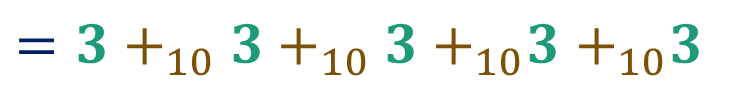 = 3 +₁₀ 3 +₁₀ 3 +₁₀ 3 +₁₀ 3